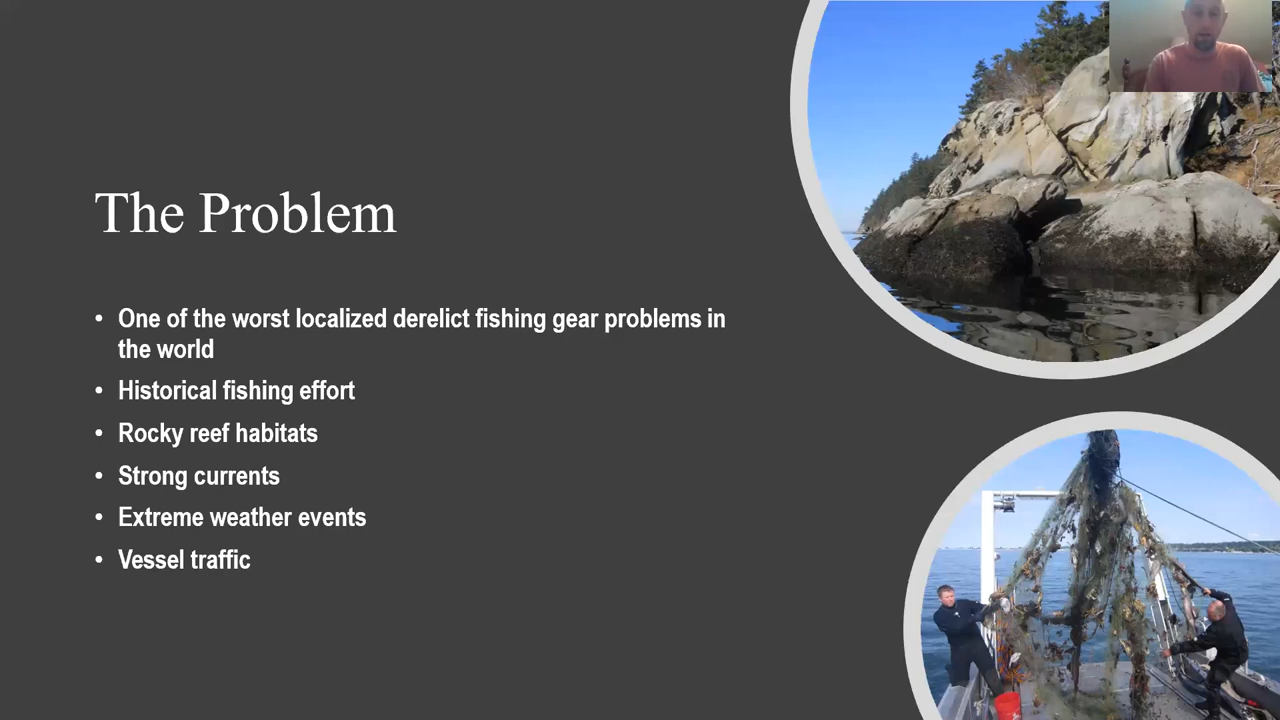 The Problem
• One of the worst localized derelict fishing gear problems in
the world
• Historical fishing effort
• Rocky reef habitats
• Strong currents
• Extreme weather events
• Vessel traffic